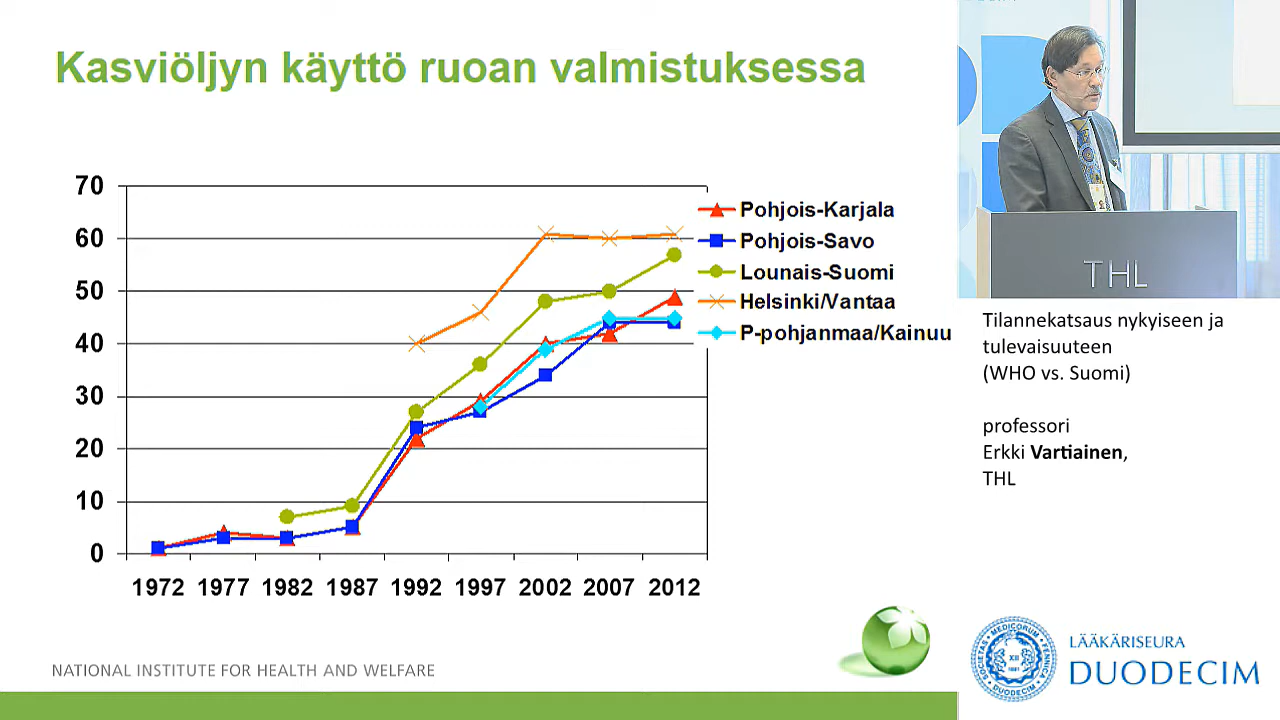 Kasviöljyn käyttö ruoan valmistuksessa
70
60
50
40
30
20
10
0
1972 1977 1982 1987 1992 1997 2002 2007 2012
Pohjois-Karjala
Pohjois-Savo
Lounais-Suomi
Helsinki/Vantaa
P-pohjanmaa/Kainuu
NATIONAL INSTITUTE FOR HEALTH AND WELFARE
THL
Tilannekatsaus nykyiseen ja
tulevaisuuteen
(WHO vs. Suomi)
professori
Erkki Vartiainen,
THL
LÄÄKÄRISEURA
DUODECIM